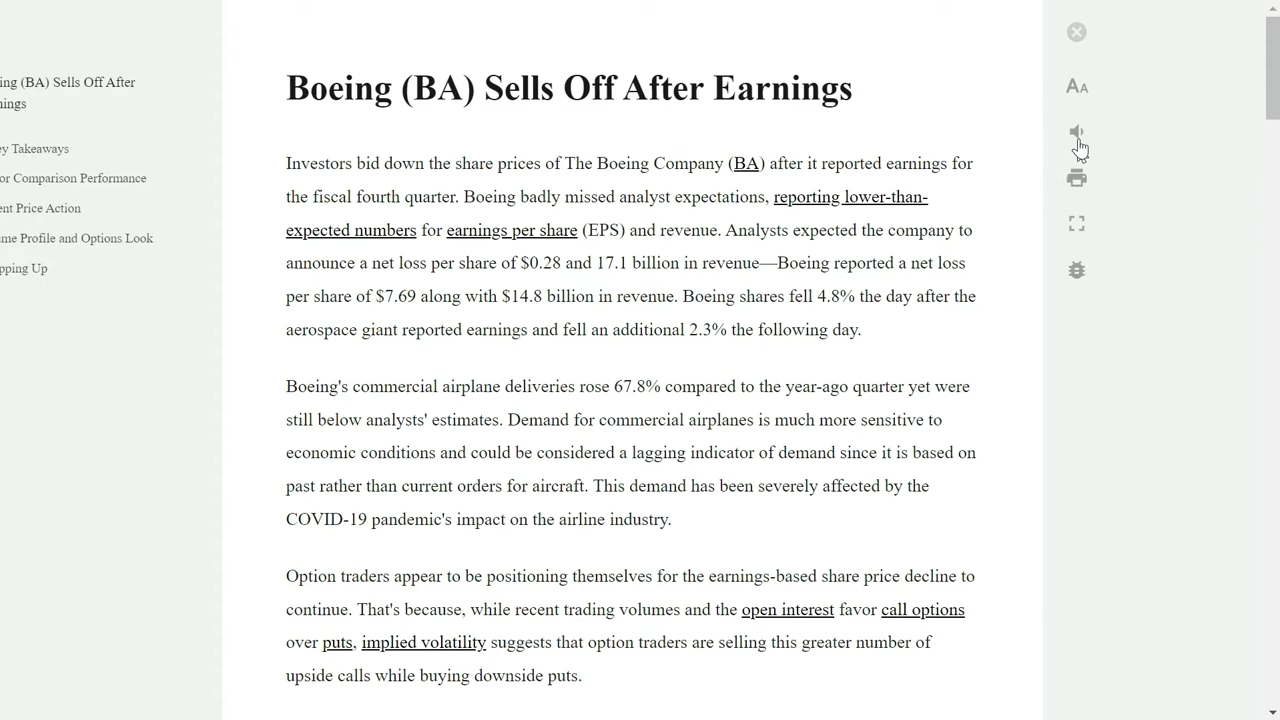 Boeing (BA) Sells Off After Earnings
Investors bid down the share prices of The Boeing Company (BA) after it reported earnings for
the fiscal fourth quarter. Boeing badly missed analyst expectations, reporting lower-than-
expected numbers for earnings per share (EPS) and revenue. Analysts expected the company to
announce a net loss per share of $0.28 and 17.1 billion in revenue—Boeing reported a net loss
per share of $7.69 along with $14.8 billion in revenue. Boeing shares fell 4.8% the day after the
aerospace giant reported earnings and fell an additional 2.3% the following day.
Boeing's commercial airplane deliveries rose 67.8% compared to the year-ago quarter yet were
still below analysts' estimates. Demand for commercial airplanes is much more sensitive to
economic conditions and could be considered a lagging indicator of demand since it is based on
past rather than current orders for aircraft. This demand has been severely affected by the
COVID-19 pandemic's impact on the airline industry.
Option traders appear to be positioning themselves for the earnings-based share price decline to
continue. That's because, while recent trading volumes and the open interest favor call options
over puts, implied volatility suggests that option traders are selling this greater number of
upside calls while buying downside puts.
ing (BA) Sells Off After
nings
ey Takeaways
or Comparison Performance
ent Price Action
me Profile and Options Look
pping Up
AA